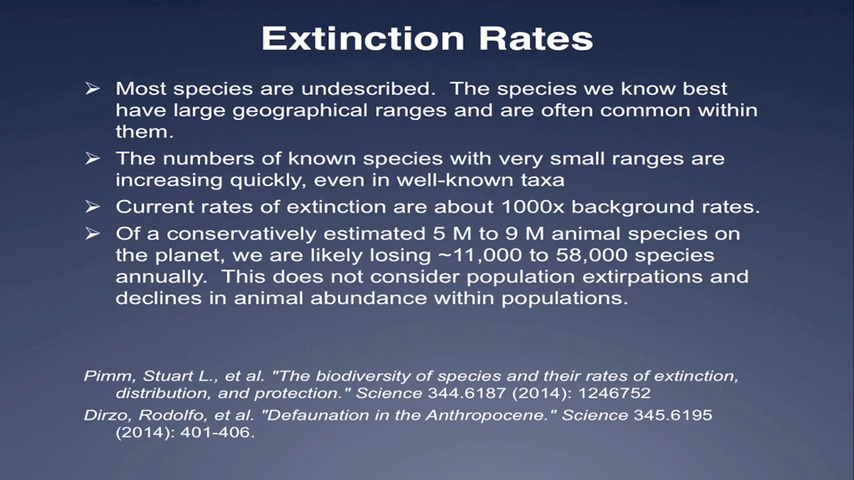 Extinction Rates
➢ Most species are undescribed. The species we know best
have large geographical ranges and are often common within
them.
➢ The numbers of known species with very small ranges are
increasing quickly, even in well-known taxa
➢ Current rates of extinction are about 1000x background rates.
➢ Of a conservatively estimated 5 M to 9 M animal species on
the planet, we are likely losing ~11,000 to 58,000 species
annually. This does not consider population extirpations and
declines in animal abundance within populations.
Pimm, Stuart L., et al. "The biodiversity of species and their rates of extinction,
distribution, and protection." Science 344.6187 (2014): 1246752
Dirzo, Rodolfo, et al. "Defaunation in the Anthropocene." Science 345.6195
(2014): 401-406.